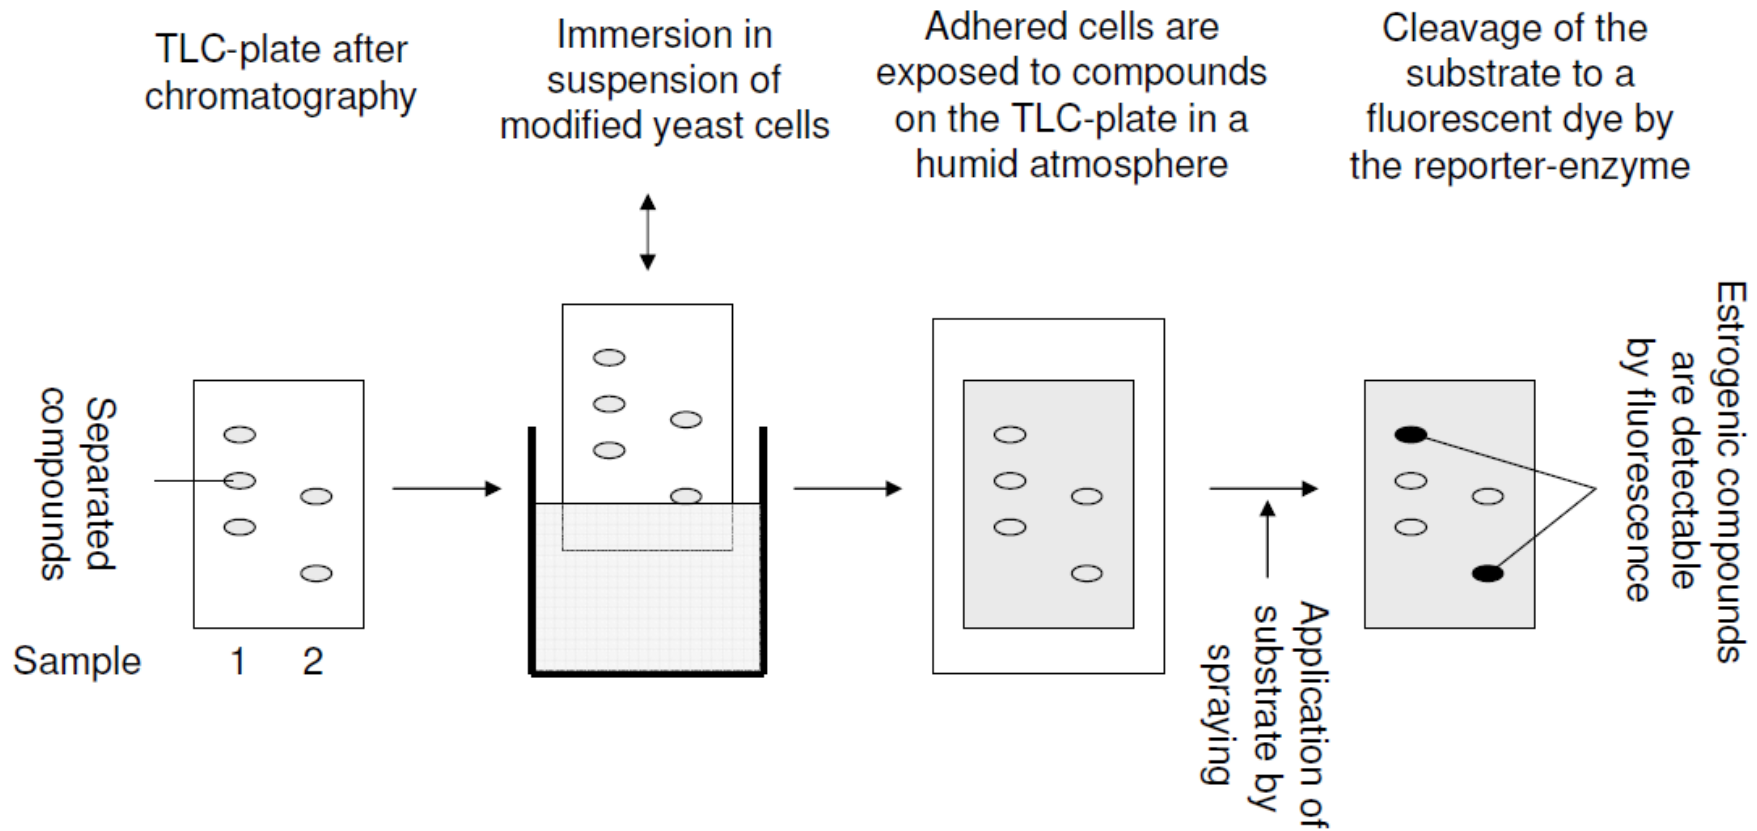 TLC-plate after
chromatography
Immersion in
suspension of
modified yeast cells
Adhered cells are
exposed to compounds
on the TLC-plate in a
humid atmosphere
Cleavage of the
substrate to a
fluorescent dye by
the reporter-enzyme
Separated
compounds
Sample 1 2
Application of
substrate by
spraying
Estrogenic compounds
are detectable
by fluorescence